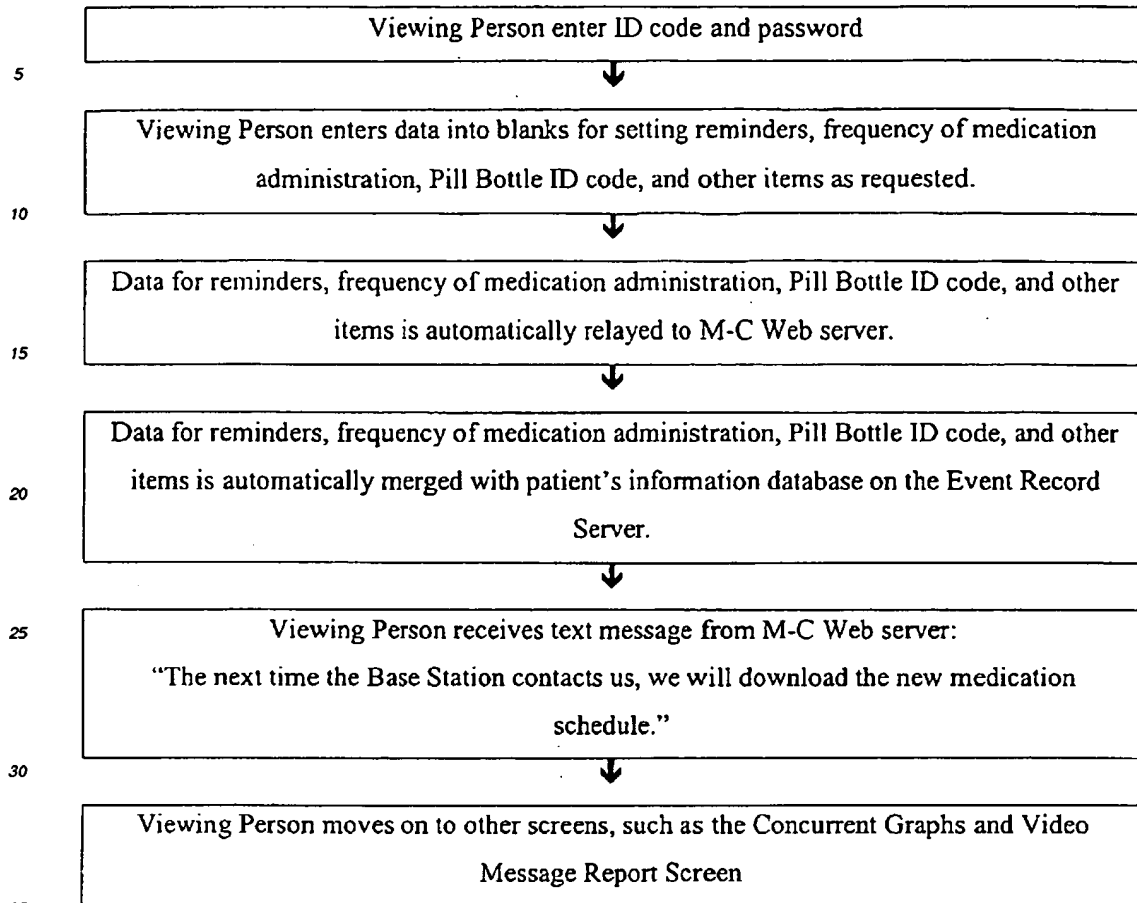 Viewing Person enter ID code and password
5
Viewing Person enters data into blanks for setting reminders, frequency of medication
administration, Pill Bottle ID code, and other items as requested.
10
Data for reminders, frequency of medication administration, Pill Bottle ID code, and other
items is automatically relayed to M-C Web server.
15
Data for reminders, frequency of medication administration, Pill Bottle ID code, and other
items is automatically merged with patient's information database on the Event Record
20
Server.
Viewing Person receives text message from M-C Web server:
25
“The next time the Base Station contacts us, we will download the new medication
schedule.”
30
Viewing Person moves on to other screens, such as the Concurrent Graphs and Video
Message Report Screen